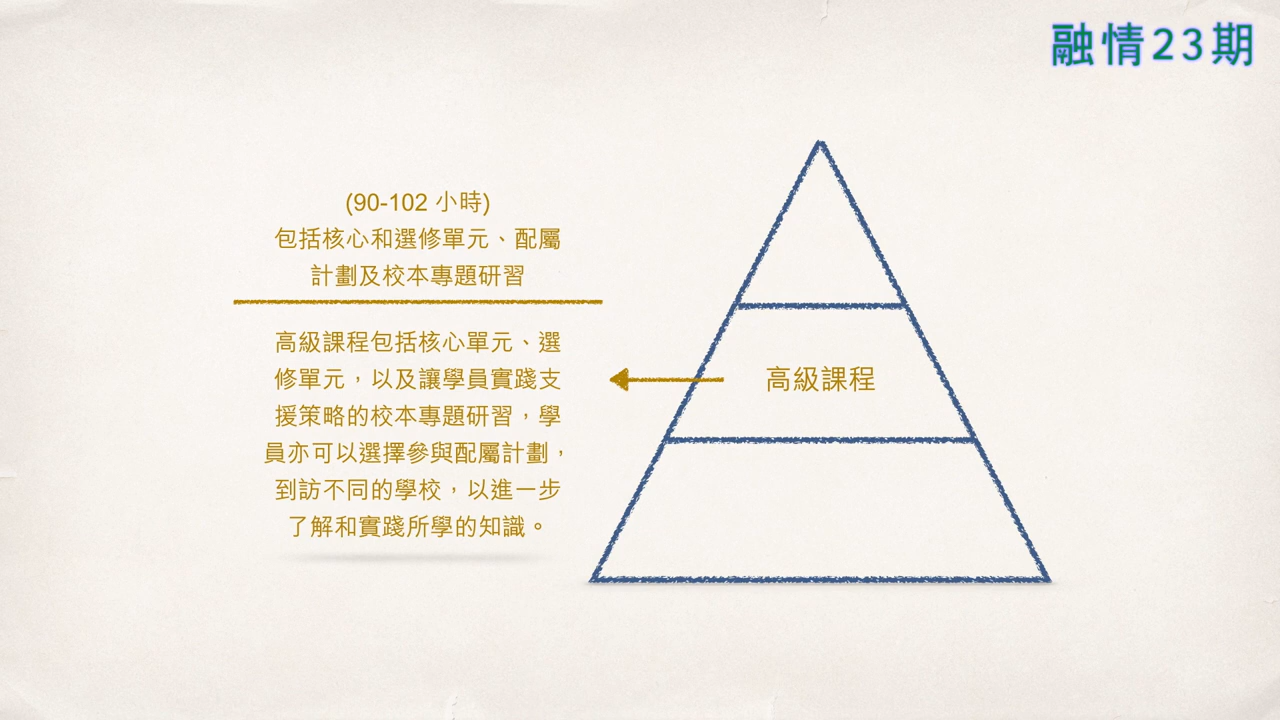 融情23期
(90-102 小時)
包括核心和選修單元、配屬
計劃及校本專題研習
高級課程包括核心單元、選
修單元，以及讓學員實踐支
援策略的校本專題研習，學
員亦可以選擇參與配屬計劃，
到訪不同的學校，以進一步
了解和實踐所學的知識。
高級課程